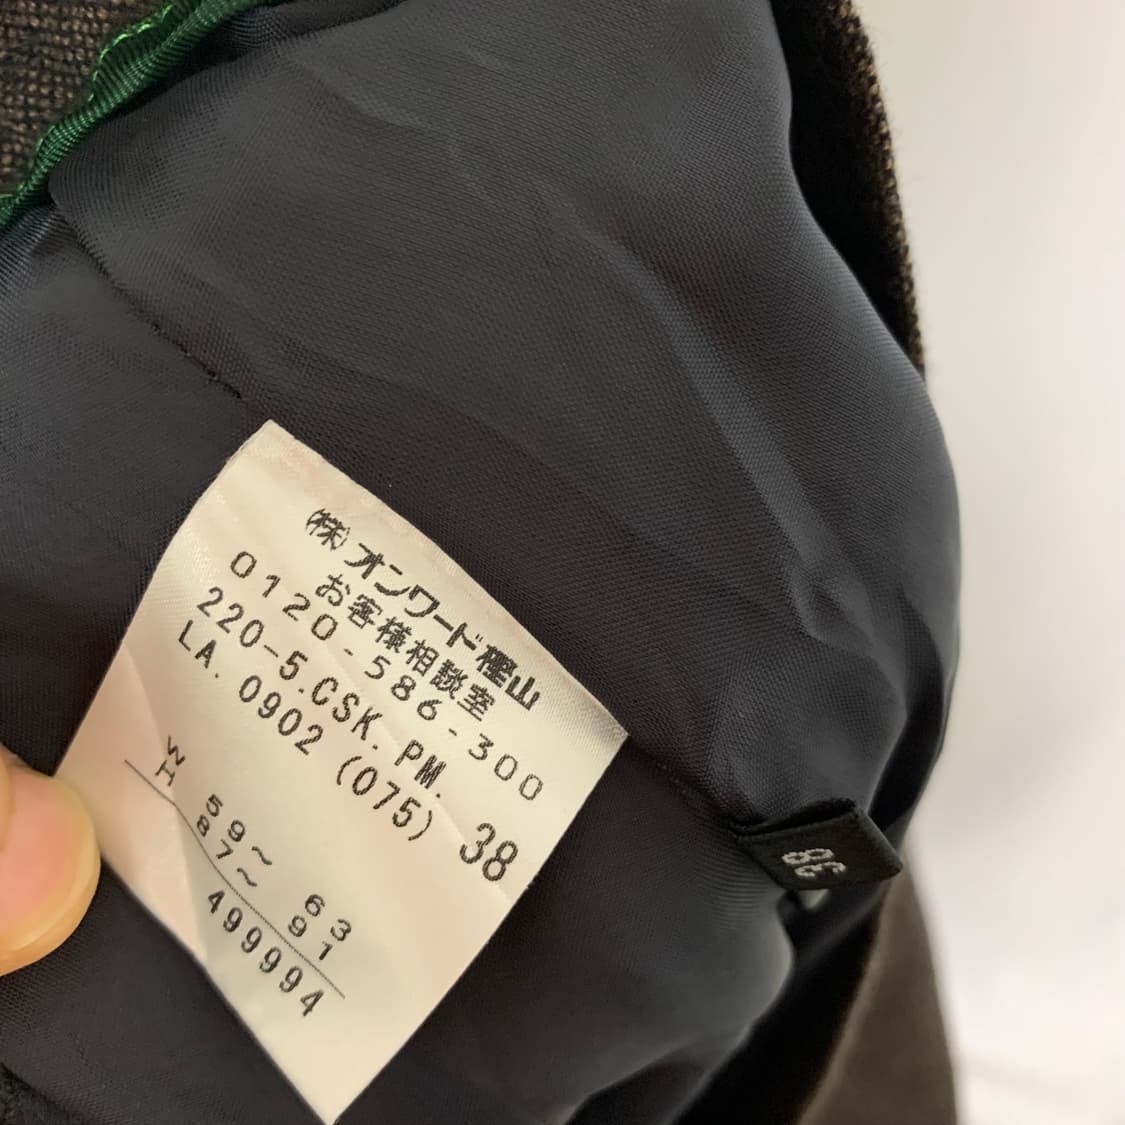 ㈱オンワード樫山
お客様相談室
0120-586-300
220-5.CSK.PM.
LA.0902(075) 38
W 59～63
H 87～91
499994
38